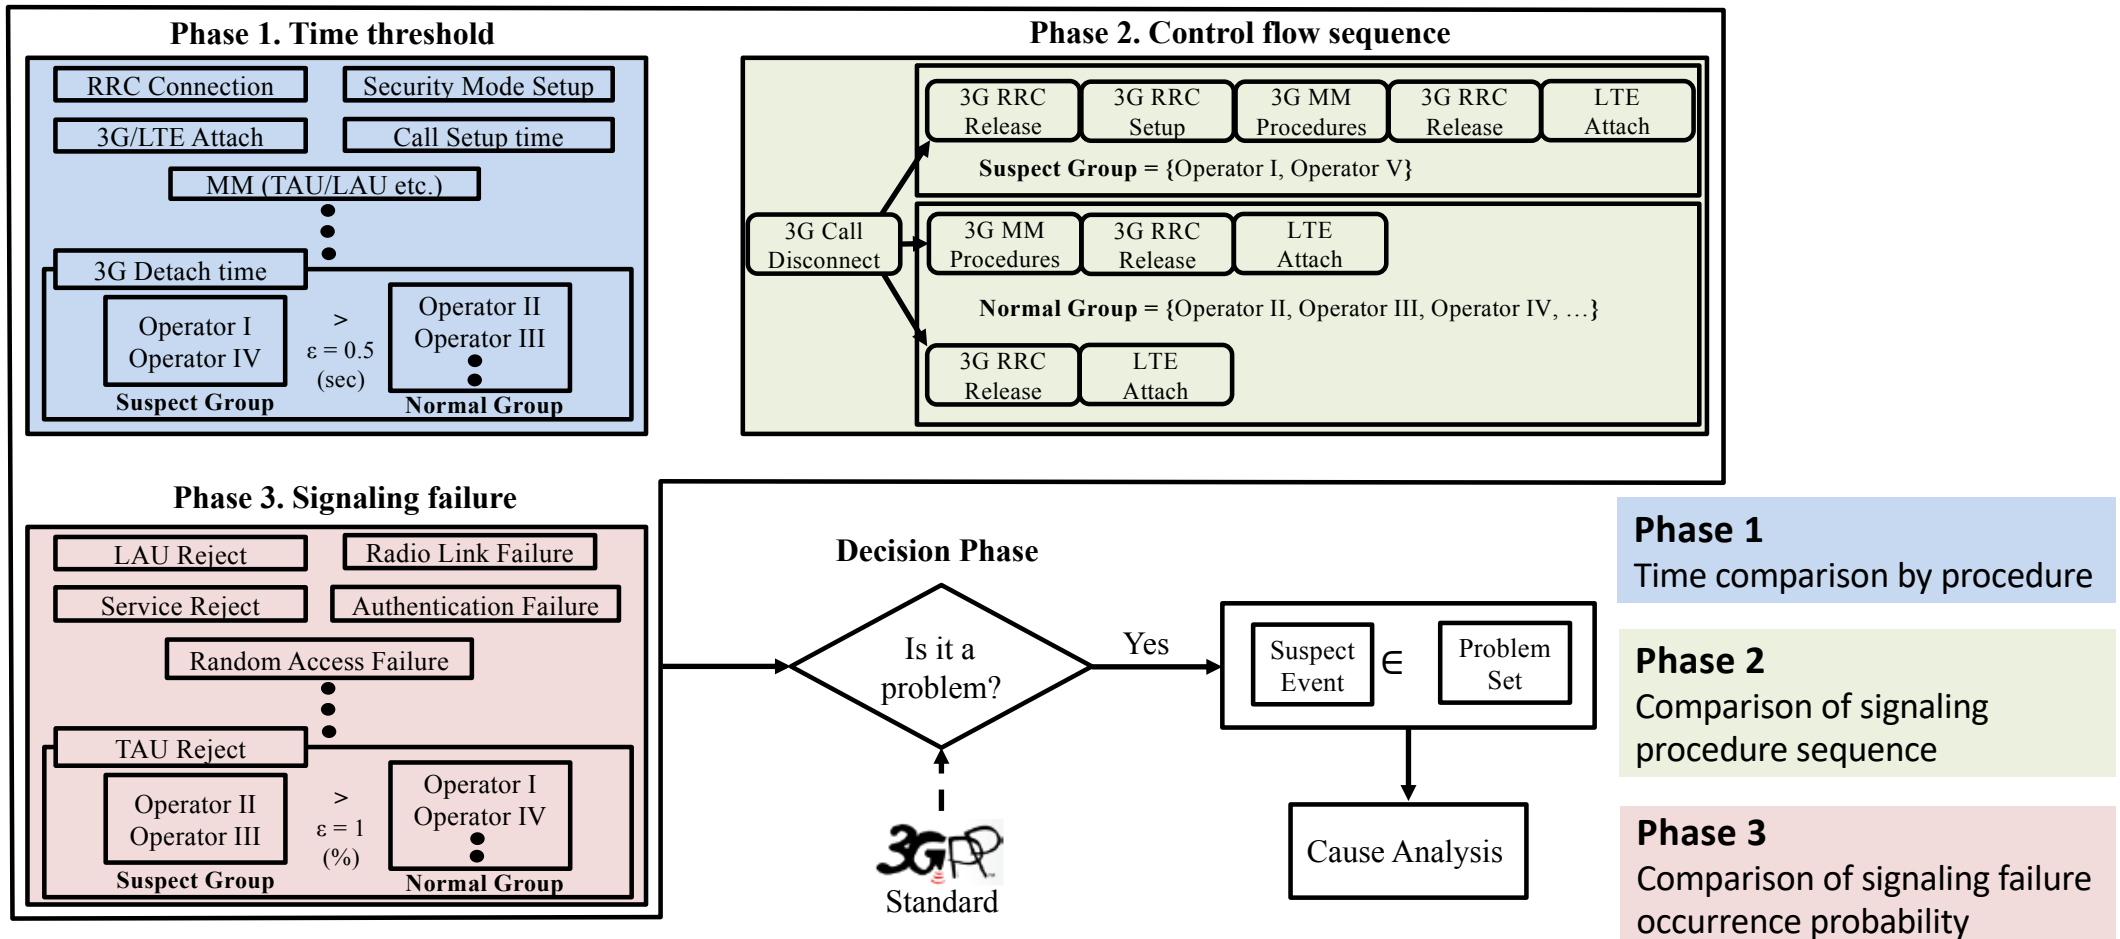 Phase 1. Time threshold
RRC Connection
Security Mode Setup
3G/LTE Attach
Call Setup time
MM (TAU/LAU etc.)
3G Detach time
Operator I
Operator IV
>
ε = 0.5
(sec)
Operator II
Operator III
Suspect Group
Normal Group
Phase 2. Control flow sequence
3G Call
Disconnect
3G RRC
Release
3G RRC
Setup
3G MM
Procedures
3G RRC
Release
LTE
Attach
Suspect Group = {Operator I, Operator V}
3G MM
Procedures
3G RRC
Release
LTE
Attach
Normal Group = {Operator II, Operator III, Operator IV, …}
3G RRC
Release
LTE
Attach
Phase 3. Signaling failure
LAU Reject
Radio Link Failure
Service Reject
Authentication Failure
Random Access Failure
TAU Reject
Operator II
Operator III
>
ε = 1
(%)
Operator I
Operator IV
Suspect Group
Normal Group
Decision Phase
Is it a
problem?
Yes
Suspect
Event
∈
Problem
Set
Cause Analysis
3GPP
Standard
Phase 1
Time comparison by procedure
Phase 2
Comparison of signaling
procedure sequence
Phase 3
Comparison of signaling failure
occurrence probability